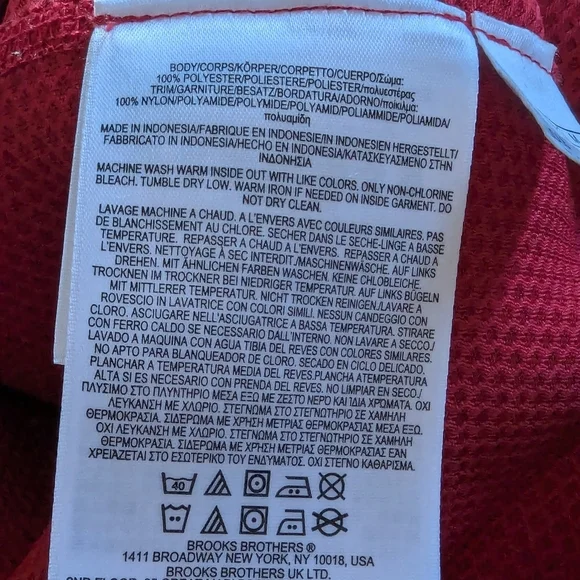 BODY/CORPS/KÖRPER/CORPETTO/CUERPO/Σώμα:
100% POLYESTER/POLIESTERE/POLIESTER/πολυεστέρας
TRIM/GARNITURE/BESATZ/BORDATURA/ADORNO/ποίκιλμα:
100% NYLON/POLYAMIDE/POLYMIDE/POLYAMID/POLIAMMIDE/POLIAMIDA/
πολυαμίδη
MADE IN INDONESIA/FABRIQUE EN INDONESIE/IN INDONESIEN HERGESTELLT/
FABBRICATO IN INDONESIA/HECHO EN INDONESIA/ΚΑΤΑΣΚΕΥΑΣΜΕΝΟ ΣΤΗΝ
ΙΝΔΟΝΗΣΙΑ
MACHINE WASH WARM INSIDE OUT WITH LIKE COLORS. ONLY NON-CHLORINE
BLEACH. TUMBLE DRY LOW. WARM IRON IF NEEDED ON INSIDE GARMENT. DO
NOT DRY CLEAN.
LAVAGE MACHINE A CHAUD. A L'ENVERS AVEC COULEURS SIMILAIRES. PAS
DE BLANCHISSEMENT AU CHLORE. SECHER DANS LE SECHE-LINGE A BASSE
TEMPERATURE. REPASSER A CHAUD A L'ENVERS. REPASSER A CHAUD A
L'ENVERS. NETTOYAGE À SEC INTERDIT./MASCHINENWÄSCHE. AUF LINKS
DREHEN. MIT ÄHNLICHEN FARBEN WASCHEN. KEINE CHLOBLEICHE.
TROCKNEN IM TROCKNER BEI NIEDRIGER TEMPERATUR. AUF LINKS BÜGELN
MIT MITTLERER TEMPERATUR. NICHT TROCKEN REINIGEN./LAVARE A
ROVESCIO IN LAVATRICE CON COLORI SIMILI. NESSUN CANDEGGIO CON
CLORO. ASCIUGARE NELL'ASCIUGATRICE A BASSA TEMPERATURA. STIRARE
CON FERRO CALDO SE NECESSARIO DALL'INTERNO. NON LAVARE A SECCO./
LAVADO A MAQUINA CON AGUA TIBIA DEL REVES CON COLORES SIMILARES.
NO APTO PARA BLANQUEADOR DE CLORO. SECADO EN CICLO DELICADO.
PLANCHAR A TEMPERATURA MEDIA DEL REVES.PLANCHA ATEMPERATURA
ALTA SI ES NECESARIO CON PRENDA DEL REVES. NO LIMPIAR EN SECO./
ΠΛΥΣΙΜΟ ΣΤΟ ΠΛΥΝΤΗΡΙΟ ΜΕΣΑ ΕΞΩ ΜΕ ΖΕΣΤΟ ΝΕΡΟ ΚΑΙ ΙΔΙΑ ΧΡΩΜΑΤΑ. ΟΧΙ
ΛΕΥΚΑΝΣΗ ΜΕ ΧΛΩΡΙΟ. ΣΤΕΓΝΩΜΑ ΣΤΟ ΣΤΕΓΝΩΤΗΡΙΟ ΣΕ ΧΑΜΗΛΗ
ΘΕΡΜΟΚΡΑΣΙΑ. ΣΙΔΕΡΩΜΑ ΜΕ ΧΡΗΣΗ ΜΕΤΡΙΑΣ ΘΕΡΜΟΚΡΑΣΙΑΣ ΜΕΣΑ ΕΞΩ.
ΟΧΙ ΛΕΥΚΑΝΣΗ ΜΕ ΧΛΩΡΙΟ. ΣΤΕΓΝΩΜΑ ΣΤΟ ΣΤΕΓΝΩΤΗΡΙΟ ΣΕ ΧΑΜΗΛΗ
ΘΕΡΜΟΚΡΑΣΙΑ. ΣΙΔΕΡΩΜΑ ΜΕ ΧΡΗΣΗ ΜΕΤΡΙΑΣ ΘΕΡΜΟΚΡΑΣΙΑΣ ΕΑΝ
ΧΡΕΙΑΖΕΤΑΙ ΣΤΟ ΕΣΩΤΕΡΙΚΟ ΤΟΥ ΕΝΔΥΜΑΤΟΣ. ΟΧΙ ΣΤΕΓΝΟ ΚΑΘΑΡΙΣΜΑ.
40
BROOKS BROTHERS ®
1411 BROADWAY NEW YORK, NY, 10018, USA
BROOKS BROTHERS UK LTD.
2ND FLOOR,